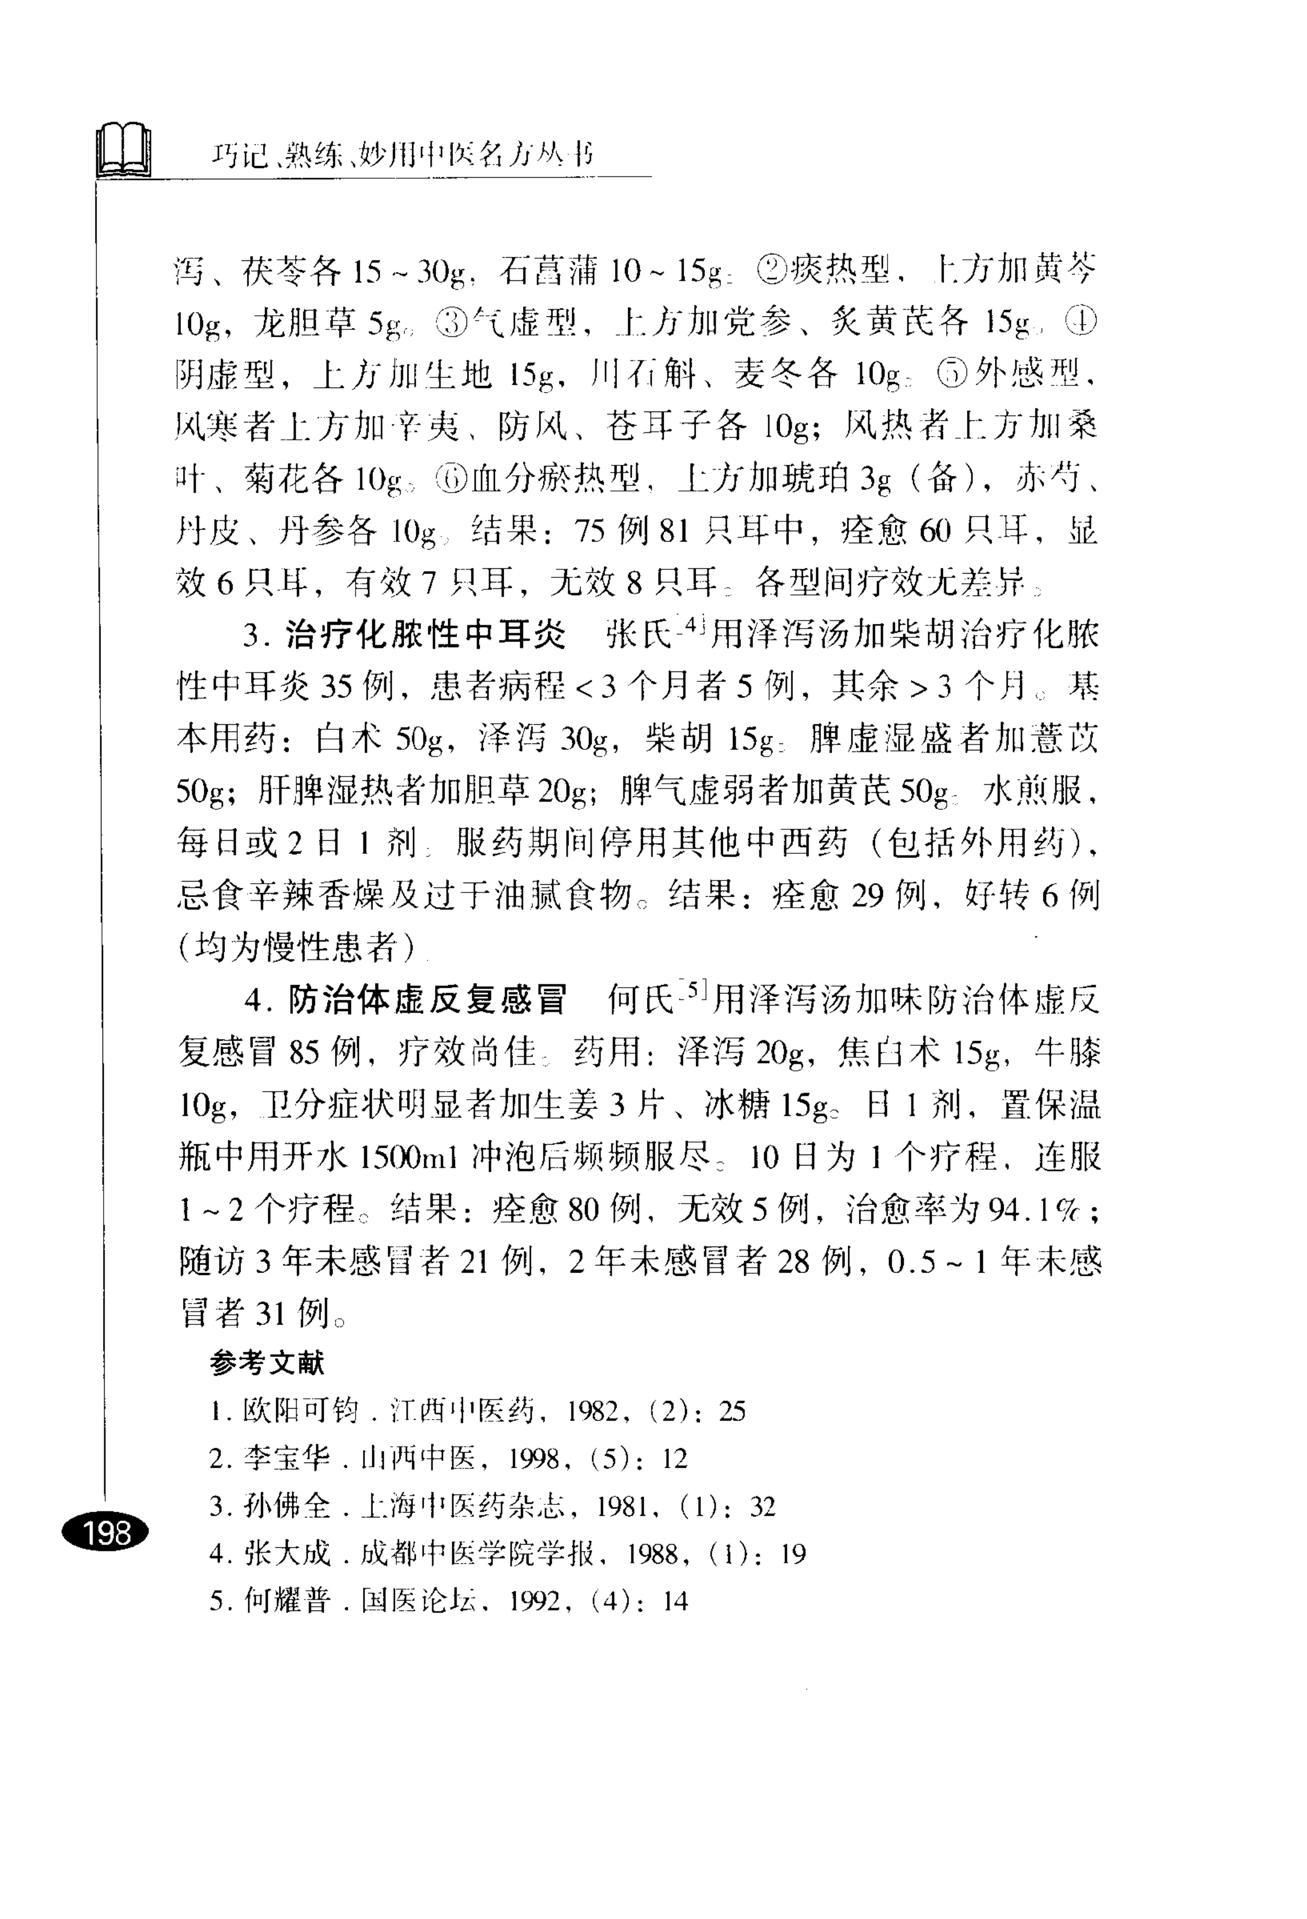 巧记、熟练、妙用中医名方丛书
泻、茯苓各 15～30g，石菖蒲 10～15g。②痰热型，上方加黄芩
10g，龙胆草 5g。③气虚型，上方加党参、炙黄芪各 15g。④
阴虚型，上方加生地 15g，川石斛、麦冬各 10g。⑤外感型，
风寒者上方加辛夷、防风、苍耳子各 10g；风热者上方加桑
叶、菊花各 10g。⑥血分瘀热型，上方加琥珀 3g（备），赤芍、
丹皮、丹参各 10g。结果：75 例 81 只耳中，痊愈 60 只耳，显
效 6 只耳，有效 7 只耳，无效 8 只耳。各型间疗效无差异。
3. 治疗化脓性中耳炎 张氏[4]用泽泻汤加柴胡治疗化脓
性中耳炎 35 例，患者病程<3 个月者 5 例，其余>3 个月。基
本用药：白术 50g，泽泻 30g，柴胡 15g。脾虚湿盛者加薏苡
50g；肝脾湿热者加胆草 20g；脾气虚弱者加黄芪 50g。水煎服，
每日或 2 日 1 剂。服药期间停用其他中西药（包括外用药），
忌食辛辣香燥及过于油腻食物。结果：痊愈 29 例，好转 6 例
（均为慢性患者）
4. 防治体虚反复感冒 何氏[5]用泽泻汤加味防治体虚反
复感冒 85 例，疗效尚佳。药用：泽泻 20g，焦白术 15g，牛膝
10g，卫分症状明显者加生姜 3 片、冰糖 15g。日 1 剂，置保温
瓶中用开水 1500ml 冲泡后频频服尽。10 日为 1 个疗程，连服
1～2 个疗程。结果：痊愈 80 例，无效 5 例，治愈率为 94.1%；
随访 3 年未感冒者 21 例，2 年未感冒者 28 例，0.5～1 年未感
冒者 31 例。
参考文献
1. 欧阳可钧．江西中医药，1982，（2）：25
2. 李宝华．山西中医，1998，（5）：12
3. 孙佛全．上海中医药杂志，1981，（1）：32
198
4. 张大成．成都中医学院学报，1988，（1）：19
5. 何耀普．国医论坛，1992，（4）：14